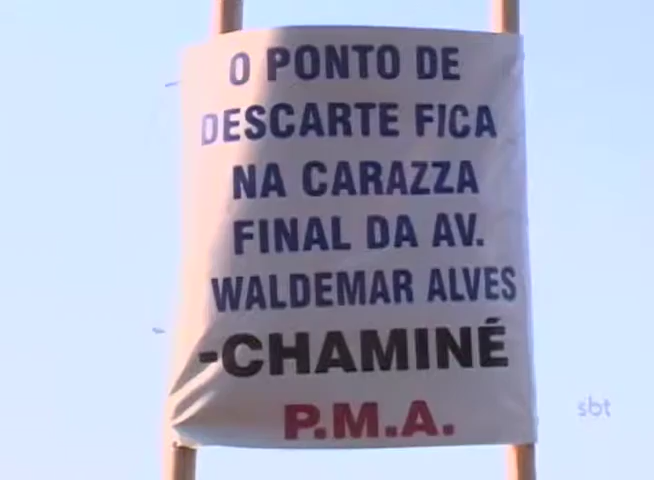 O PONTO DE
DESCARTE FICA
NA CARAZZA
FINAL DA AV.
WALDEMAR ALVES
-CHAMINÉ
P.M.A.
sbt